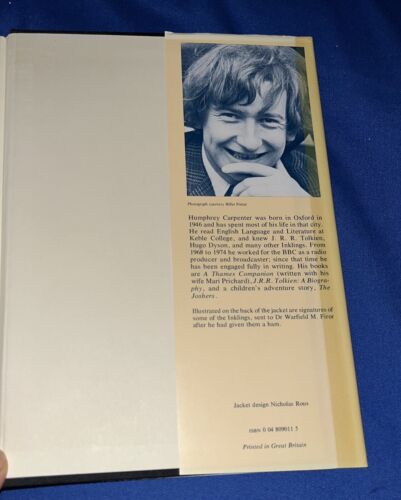 Photograph courtesy Billet Potter
Humphrey Carpenter was born in Oxford in
1946 and has spent most of his life in that city.
He read English Language and Literature at
Keble College, and knew J. R. R. Tolkien,
Hugo Dyson, and many other Inklings. From
1968 to 1974 he worked for the BBC as a radio
producer and broadcaster; since that time he
has been engaged fully in writing. His books
are A Thames Companion (written with his
wife Mari Prichard), J.R.R. Tolkien: A Biogra-
phy, and a children's adventure story, The
Joshers.
Illustrated on the back of the jacket are signatures of
some of the Inklings, sent to Dr Warfield M. Firor
after he had given them a ham.
Jacket design Nicholas Rous
ISBN 0 04 809011 5
Printed in Great Britain